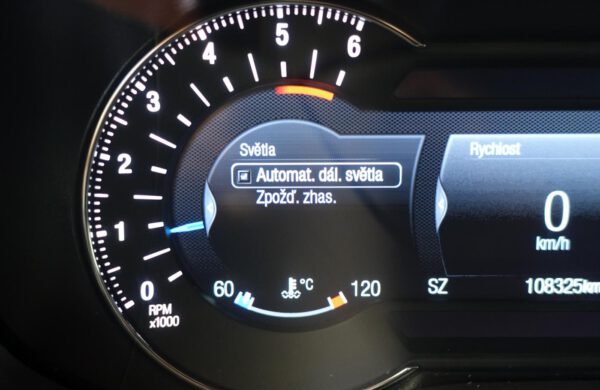 6
5
4
3
2
1
0
RPM
x1000
Světla
Automat. dál. světla
Zpožď. zhas.
60
°C
120
Rychlost
0
km/h
SZ
108325km